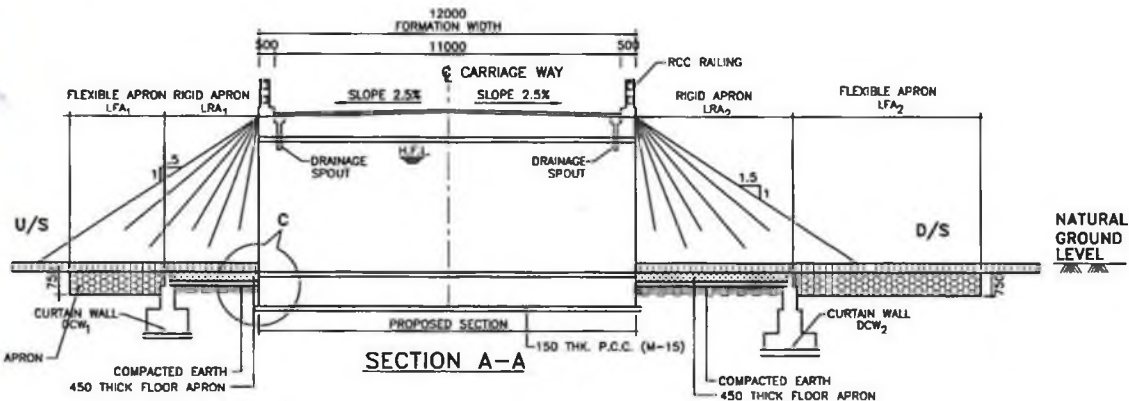 12000
FORMATION WIDTH
500
11000
500
℄ CARRIAGE WAY
RCC RAILING
FLEXIBLE APRON RIGID APRON
LFA1 LRA1
SLOPE 2.5% SLOPE 2.5%
RIGID APRON
LRA2
FLEXIBLE APRON
LFA2
DRAINAGE
SPOUT
H.F.L
DRAINAGE
SPOUT
.5
1
1.5
1
U/S
C
D/S
NATURAL
GROUND
LEVEL
75
750
CURTAIN WALL
DCW1
APRON
PROPOSED SECTION
CURTAIN WALL
DCW2
150 THK. P.C.C. (M-15)
SECTION A-A
COMPACTED EARTH
450 THICK FLOOR APRON
COMPACTED EARTH
450 THICK FLOOR APRON